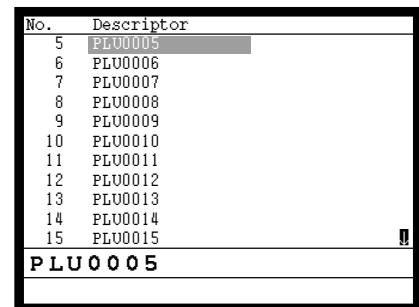 No. Descriptor
5 PLU0005
6 PLU0006
7 PLU0007
8 PLU0008
9 PLU0009
10 PLU0010
11 PLU0011
12 PLU0012
13 PLU0013
14 PLU0014
15 PLU0015
PLU0005